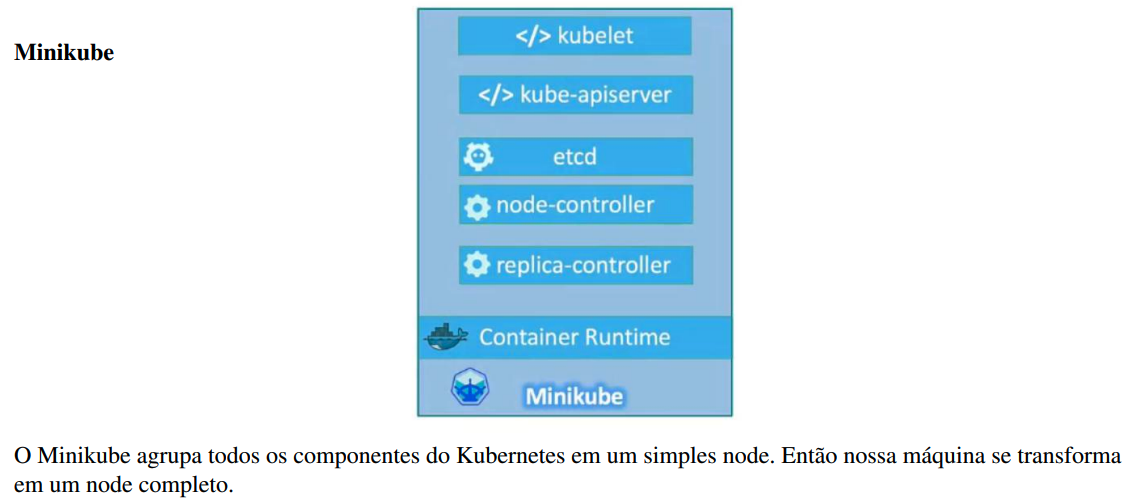 Minikube
</> kubelet
</> kube-apiserver
etcd
node-controller
replica-controller
Container Runtime
Minikube
O Minikube agrupa todos os componentes do Kubernetes em um simples node. Então nossa máquina se transforma
em um node completo.